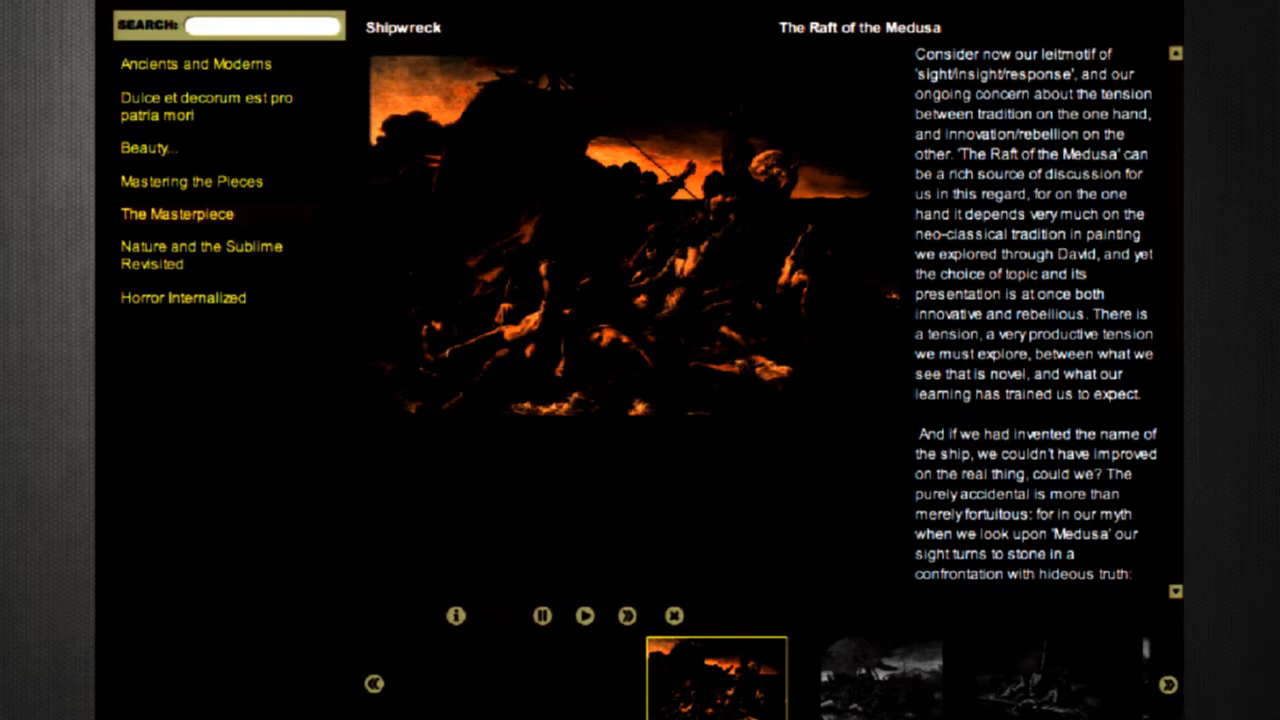 SEARCH:
Ancients and Moderns
Dulce et decorum est pro
patria mori
Beauty...
Mastering the Pieces
The Masterpiece
Nature and the Sublime
Revisited
Horror Internalized
Shipwreck
The Raft of the Medusa
Consider now our leitmotif of
'sight/insight/response', and our
ongoing concern about the tension
between tradition on the one hand,
and innovation/rebellion on the
other. 'The Raft of the Medusa' can
be a rich source of discussion for
us in this regard, for on the one
hand it depends very much on the
neo-classical tradition in painting
we explored through David, and yet
the choice of topic and its
presentation is at once both
innovative and rebellious. There is
a tension, a very productive tension
we must explore, between what we
see that is novel, and what our
learning has trained us to expect.
And if we had invented the name of
the ship, we couldn't have improved
on the real thing, could we? The
purely accidental is more than
merely fortuitous: for in our myth
when we look upon 'Medusa' our
sight turns to stone in a
confrontation with hideous truth: